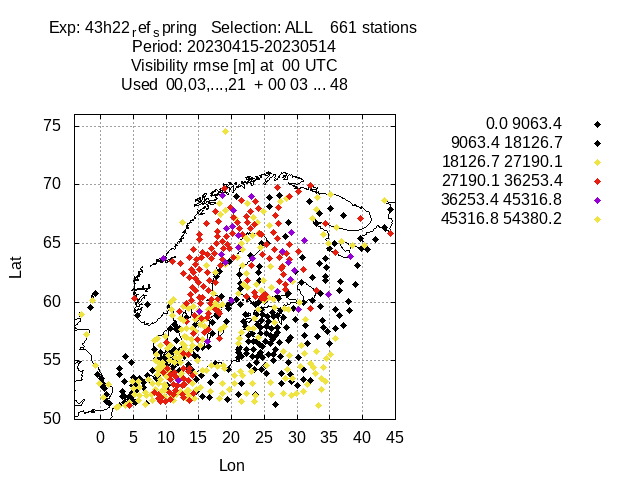 Exp: 43h22refspring Selection: ALL 661 stations
Period: 20230415-20230514
Visibility rmse [m] at 00 UTC
Used 00,03,...,21 + 00 03 ... 48
0.0 9063.4
9063.4 18126.7
18126.7 27190.1
27190.1 36253.4
36253.4 45316.8
45316.8 54380.2
75
70
65
60
55
50
Lat
0 5 10 15 20 25 30 35 40 45
Lon